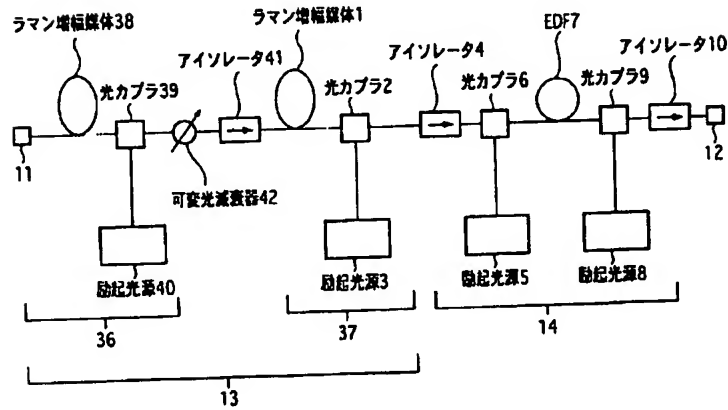 ラマン増幅媒体38
ラマン増幅媒体1
EDF7
アイソレータ41
アイソレータ4
アイソレータ10
光カプラ39
光カプラ2
光カプラ6
光カプラ9
11
可変光減衰器42
12
励起光源40
励起光源3
励起光源5
励起光源8
36
37
14
13